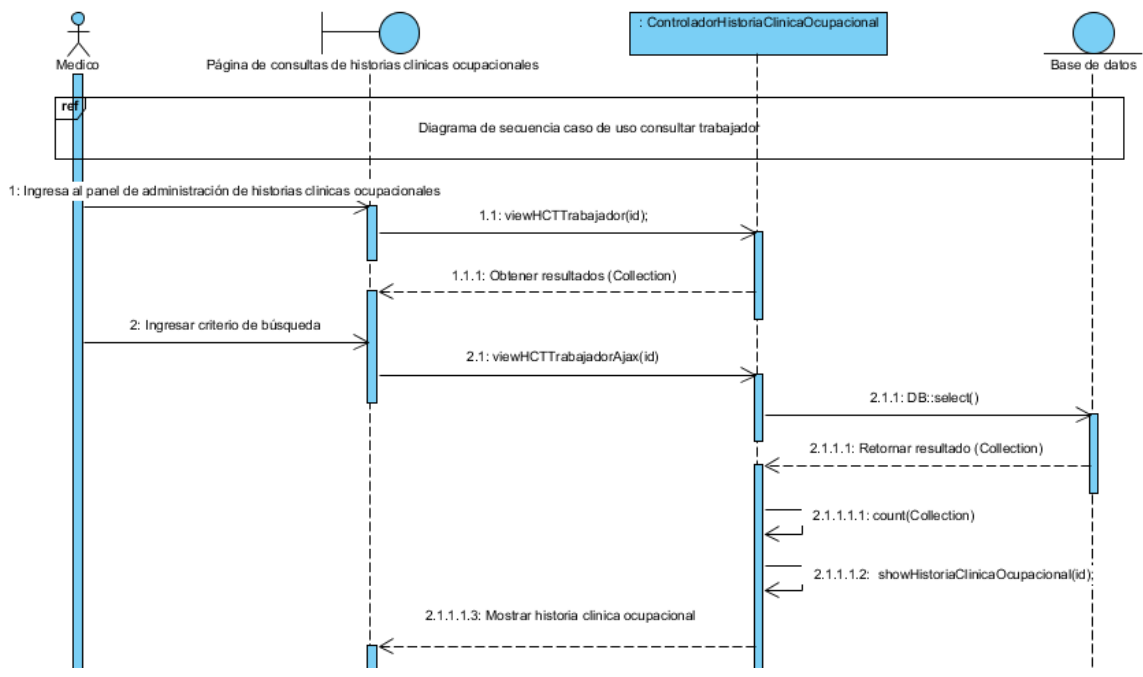 : ControladorHistoriaClinicaOcupacional
Medico
Página de consultas de historias clinicas ocupacionales
Base de datos
ref
Diagrama de secuencia caso de uso consultar trabajador
1: Ingresa al panel de administración de historias clinicas ocupacionales
1.1: viewHCTTrabajador(id);
1.1.1: Obtener resultados (Collection)
2: Ingresar criterio de búsqueda
2.1: viewHCTTrabajadorAjax(id)
2.1.1: DB::select()
2.1.1.1: Retornar resultado (Collection)
2.1.1.1.1: count(Collection)
2.1.1.1.2: showHistoriaClinicaOcupacional(id);
2.1.1.1.3: Mostrar historia clinica ocupacional